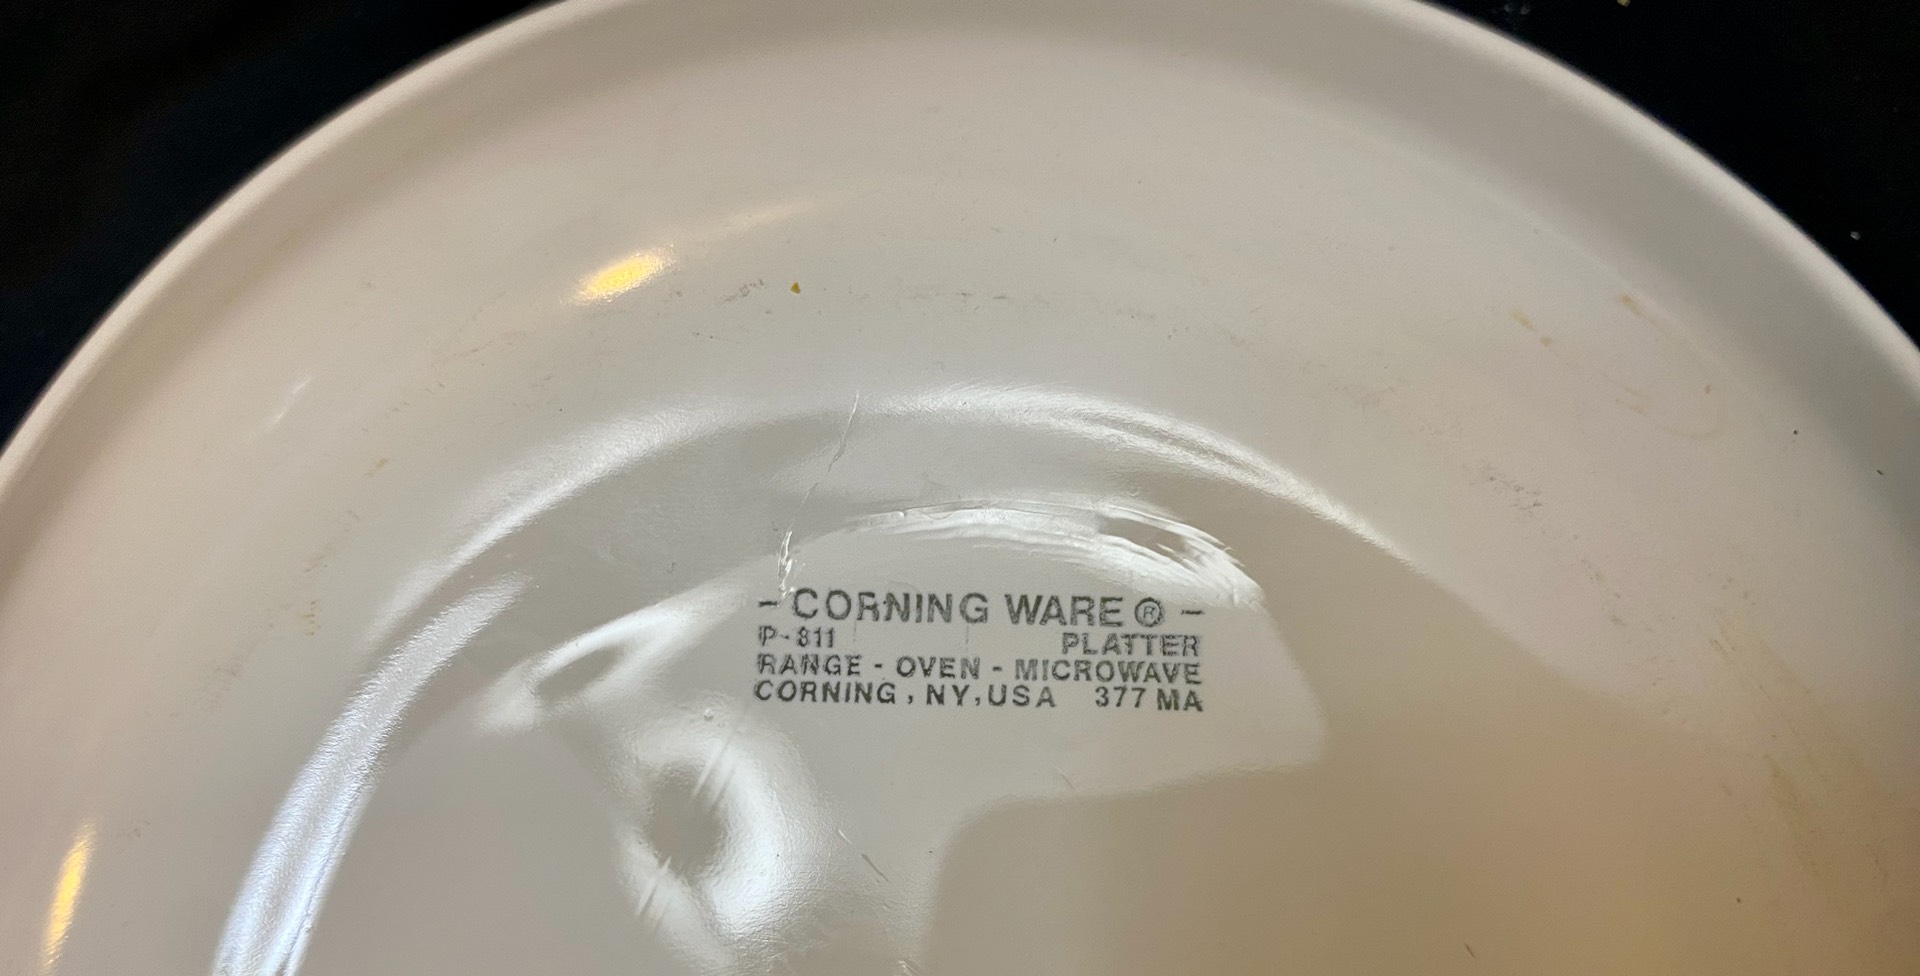 - CORNING WARE ® -
P-811 PLATTER
RANGE - OVEN - MICROWAVE
CORNING, NY, USA 377 MA